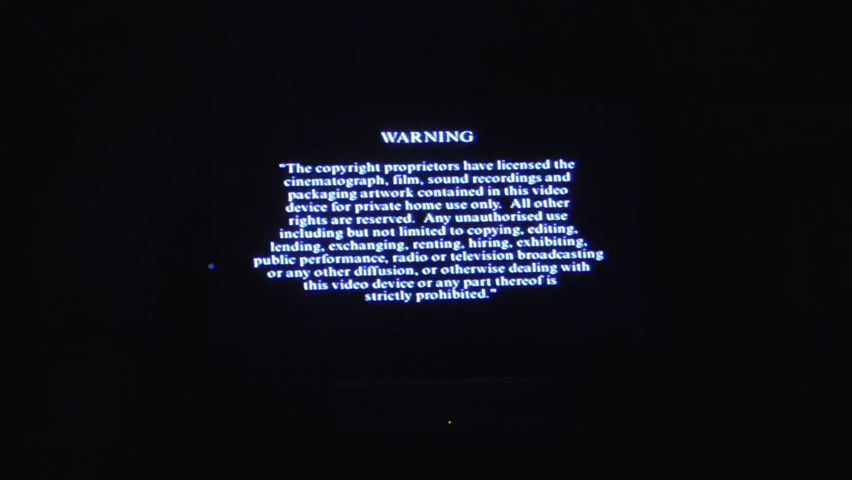 WARNING
"The copyright proprietors have licensed the
cinematograph, film, sound recordings and
packaging artwork contained in this video
device for private home use only. All other
rights are reserved. Any unauthorised use
including but not limited to copying, editing,
lending, exchanging, renting, hiring, exhibiting,
public performance, radio or television broadcasting
or any other diffusion, or otherwise dealing with
this video device or any part thereof is
strictly prohibited."